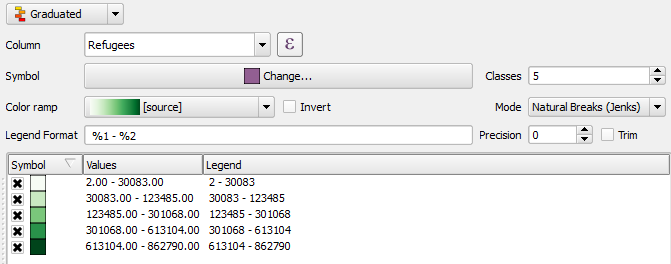 Graduated
Column Refugees ε
Symbol Change... Classes 5
Color ramp [source] Invert Mode Natural Breaks (Jenks)
Legend Format %1 - %2 Precision 0 Trim
Symbol Values Legend
2.00 - 30083.00 2 - 30083
30083.00 - 123485.00 30083 - 123485
123485.00 - 301068.00 123485 - 301068
301068.00 - 613104.00 301068 - 613104
613104.00 - 862790.00 613104 - 862790